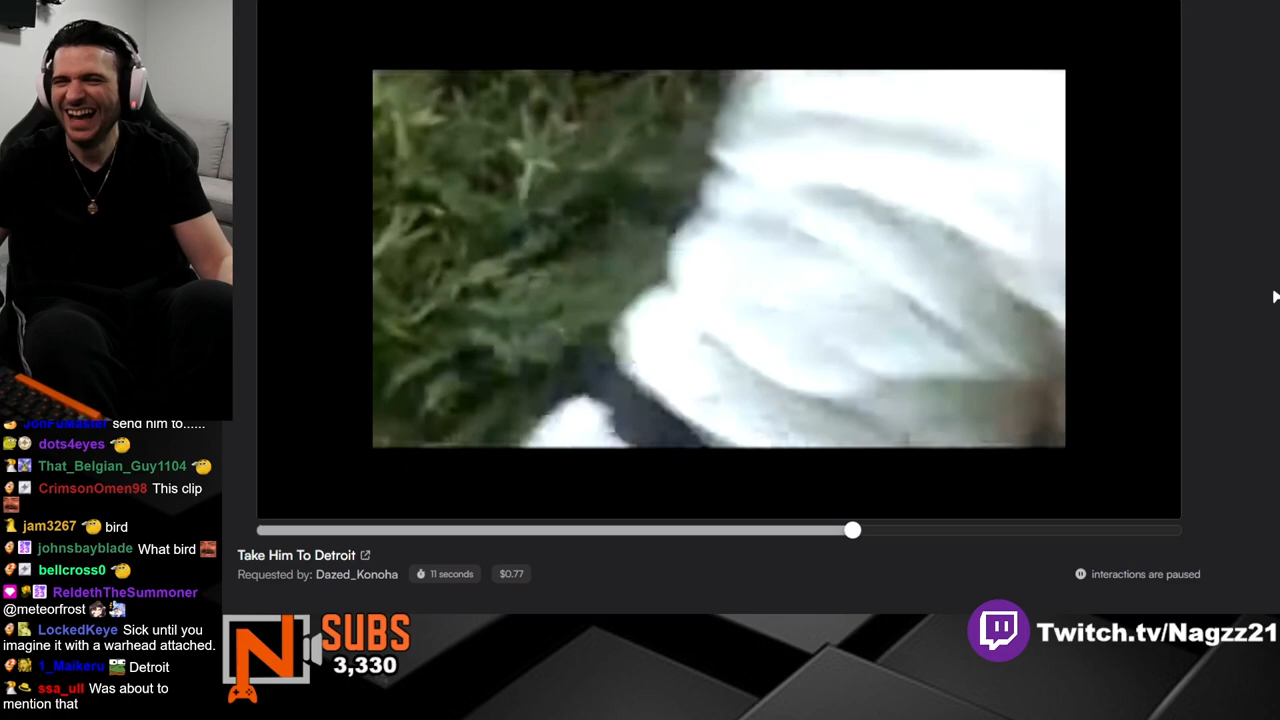 JonFuMaster send him to......
dots4eyes
That_Belgian_Guy1104
CrimsonOmen98 This clip
jam3267 bird
johnsbayblade What bird
bellcross0
ReldethTheSummoner
@meteorfrost
LockedKeye Sick until you
imagine it with a warhead attached.
1_Maikeru Detroit
ssa_ull Was about to
mention that
Take Him To Detroit
Requested by: Dazed_Konoha 11 seconds $0.77
interactions are paused
N SUBS
3,330
Twitch.tv/Nagzz21